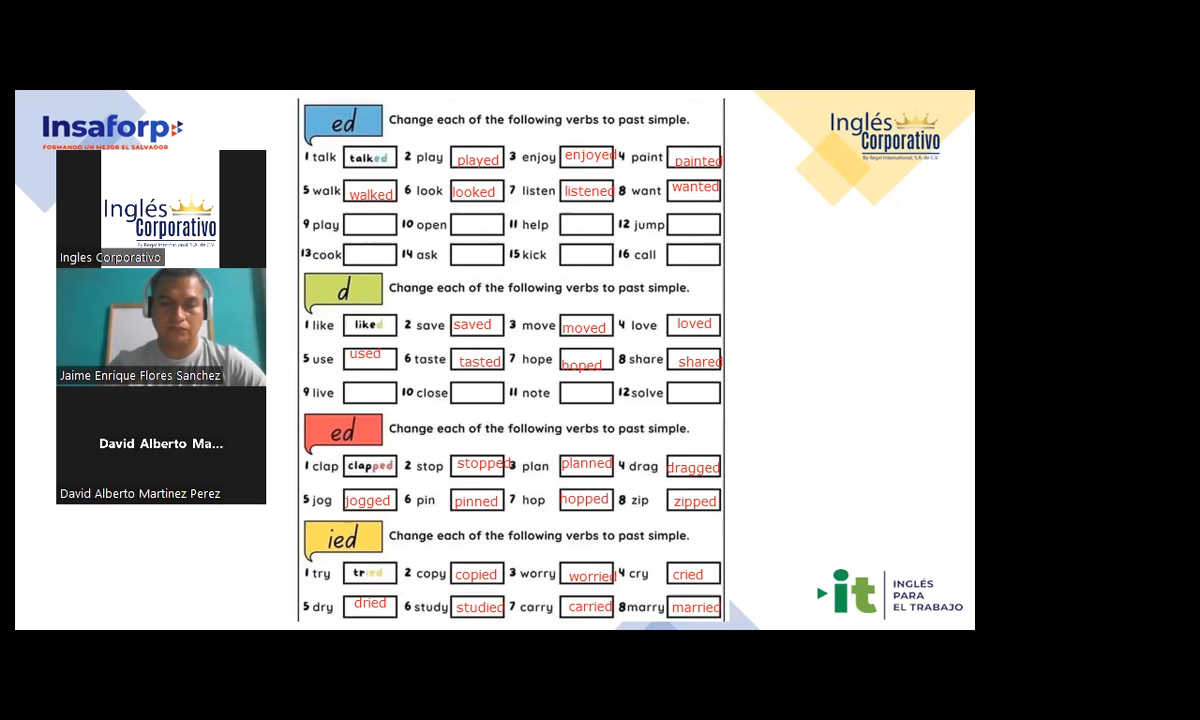 Insaforp
FORMANDO UN MEJOR EL SALVADOR
Inglés
Corporativo
By Regal International, S.A. de C.V.
Ingles Corporativo
Jaime Enrique Flores Sanchez
David Alberto Ma...
David Alberto Martinez Perez
ed Change each of the following verbs to past simple.
1 talk talked 2 play played 3 enjoy enjoyed 4 paint painted
5 walk walked 6 look looked 7 listen listened 8 want wanted
9 play 10 open 11 help 12 jump
13 cook 14 ask 15 kick 16 call
d Change each of the following verbs to past simple.
1 like liked 2 save saved 3 move moved 4 love loved
5 use used 6 taste tasted 7 hope hoped 8 share shared
9 live 10 close 11 note 12 solve
ed Change each of the following verbs to past simple.
1 clap clapped 2 stop stopped 3 plan planned 4 drag dragged
5 jog jogged 6 pin pinned 7 hop hopped 8 zip zipped
ied Change each of the following verbs to past simple.
1 try tried 2 copy copied 3 worry worried 4 cry cried
5 dry dried 6 study studied 7 carry carried 8 marry married
Inglés
Corporativo
By Regal International, S.A. de C.V.
it
INGLÉS
PARA
EL TRABAJO